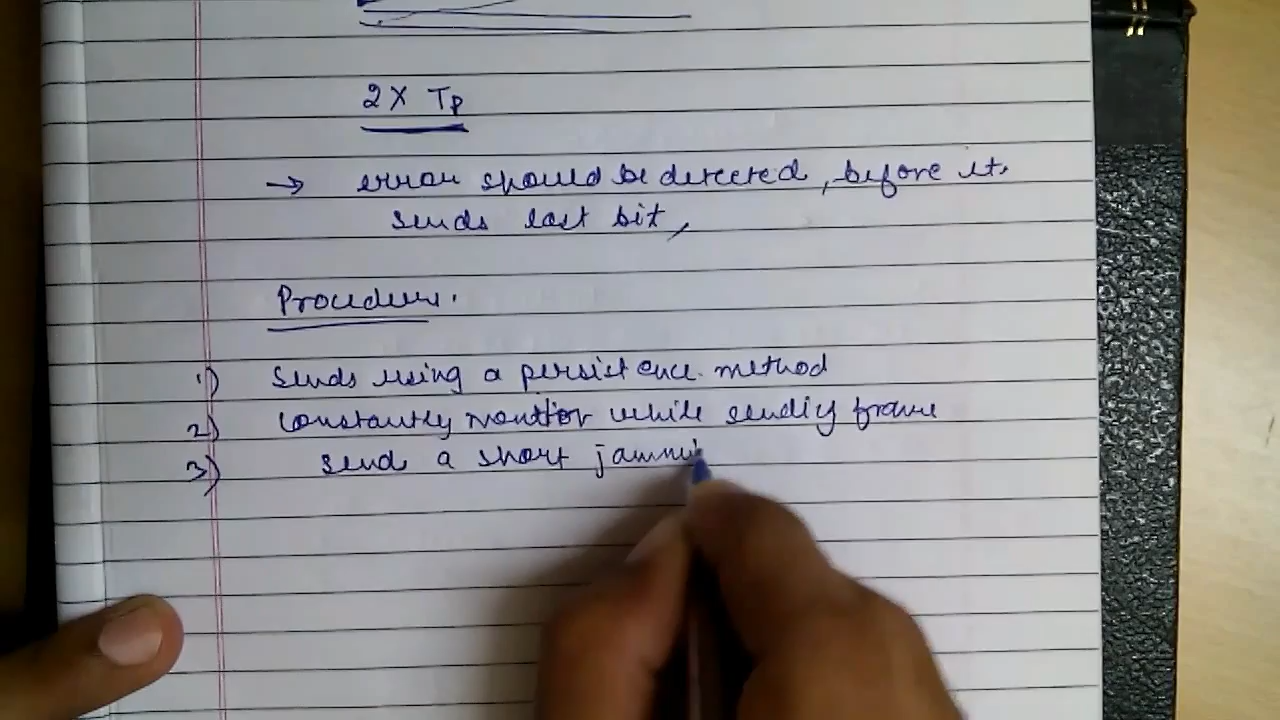 2 X Tp
→ error should be detected, before it
sends last bit,
Procedure.
1) Sends using a persistence method
2) Constantly monitor while sending frame
3) send a short jammi